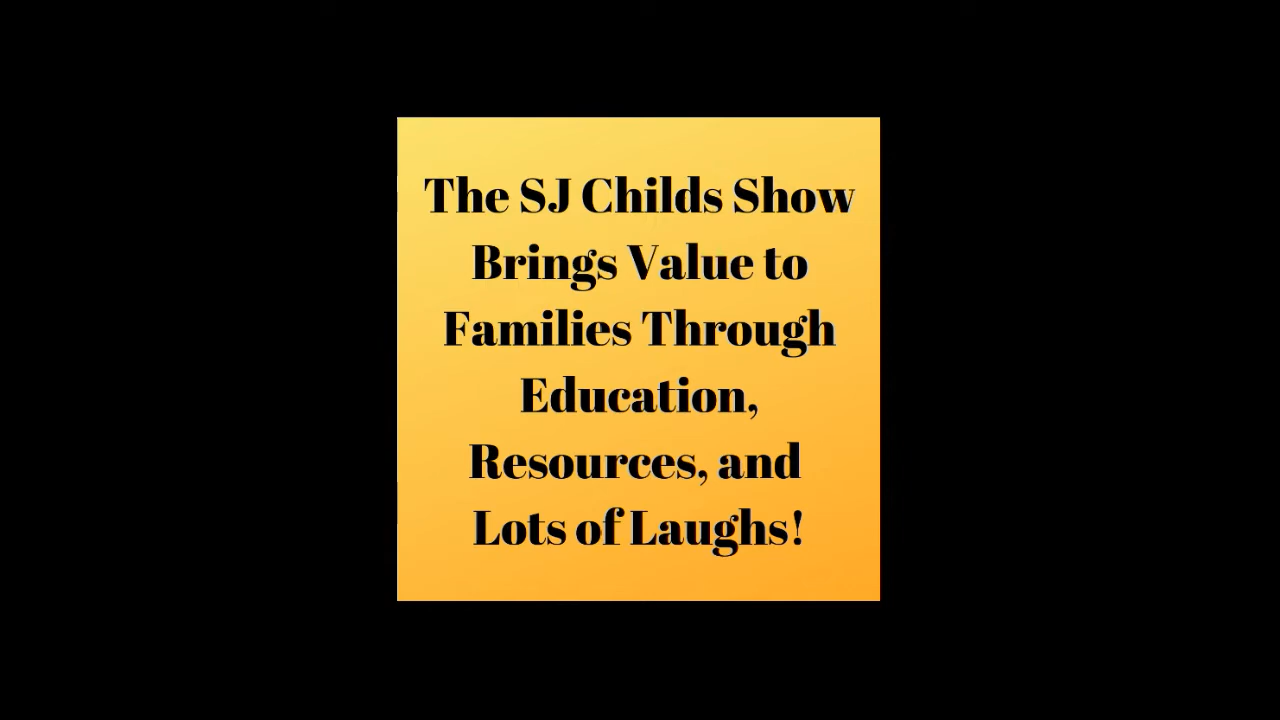 The SJ Childs Show
Brings Value to
Families Through
Education,
Resources, and
Lots of Laughs!